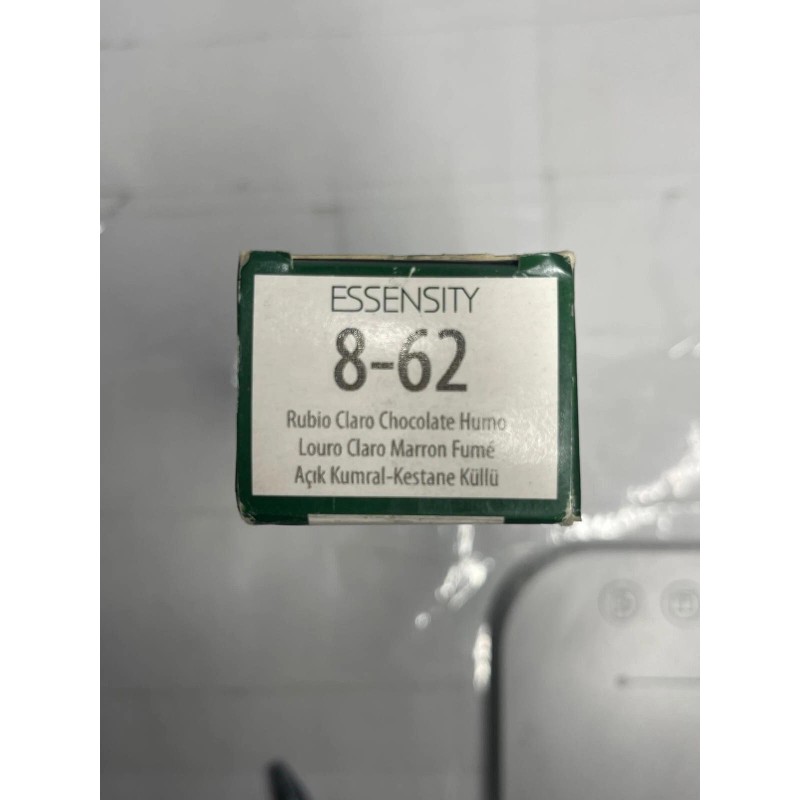 ESSENSITY
8-62
Rubio Claro Chocolate Humo
Louro Claro Marron Fumé
Açık Kumral-Kestane Küllü